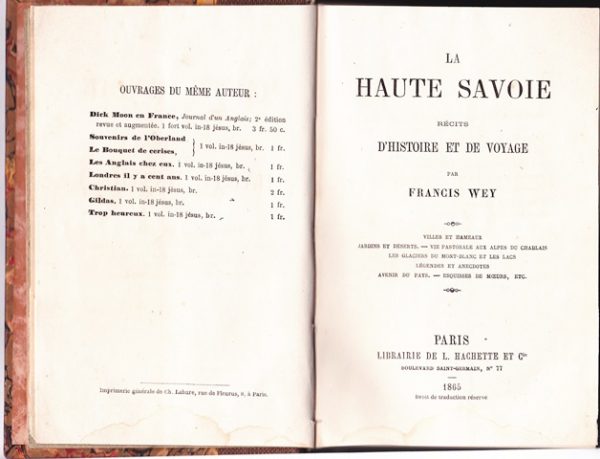 OUVRAGES DU MÊME AUTEUR :
Dick Moon en France, Journal d'un Anglais; 2e édition
revue et augmentée. 1 fort vol. in-18 jésus, br. 3 fr. 50 c.
Souvenirs de l'Oberland
Le Bouquet de cerises, } 1 vol. in-18 jésus, br. 1 fr.
Les Anglais chez eux. 1 vol. in-18 jésus, br. 1 fr.
Londres il y a cent ans. 1 vol. in-18 jésus, br. 1 fr.
Christian. 1 vol. in-18 jésus, br. 2 fr.
Gildas. 1 vol. in-18 jésus, br. 1 fr.
Trop heureux. 1 vol. in-18 jésus, br. 1 fr.
Imprimerie générale de Ch. Lahure, rue de Fleurus, 9, à Paris.
LA
HAUTE SAVOIE
RÉCITS
D'HISTOIRE ET DE VOYAGE
PAR
FRANCIS WEY
VILLES ET HAMEAUX
JARDINS ET DÉSERTS. — VIE PASTORALE AUX ALPES DU CHABLAIS
LES GLACIERS DU MONT-BLANC ET LES LACS
LÉGENDES ET ANECDOTES
AVENIR DU PAYS. — ESQUISSES DE MŒURS, ETC.
PARIS
LIBRAIRIE DE L. HACHETTE ET Cie
BOULEVARD SAINT-GERMAIN, N° 77
1865
Droit de traduction réservé